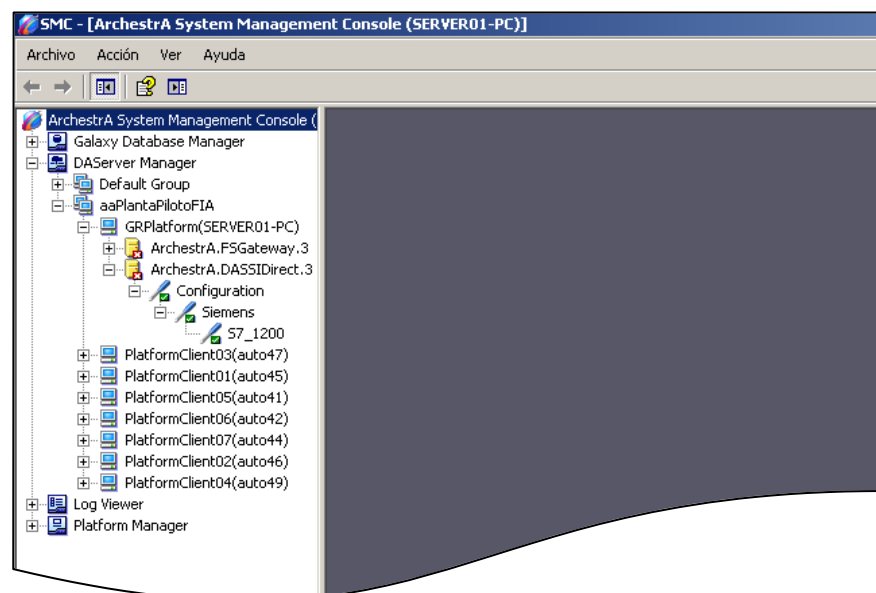 SMC - [ArchestrA System Management Console (SERVER01-PC)]
Archivo Acción Ver Ayuda
ArchestrA System Management Console (
Galaxy Database Manager
DAServer Manager
Default Group
aaPlantaPilotoFIA
GRPlatform(SERVER01-PC)
ArchestrA.FSGateway.3
ArchestrA.DASSIDirect.3
Configuration
Siemens
S7_1200
PlatformClient03(auto47)
PlatformClient01(auto45)
PlatformClient05(auto41)
PlatformClient06(auto42)
PlatformClient07(auto44)
PlatformClient02(auto46)
PlatformClient04(auto49)
Log Viewer
Platform Manager